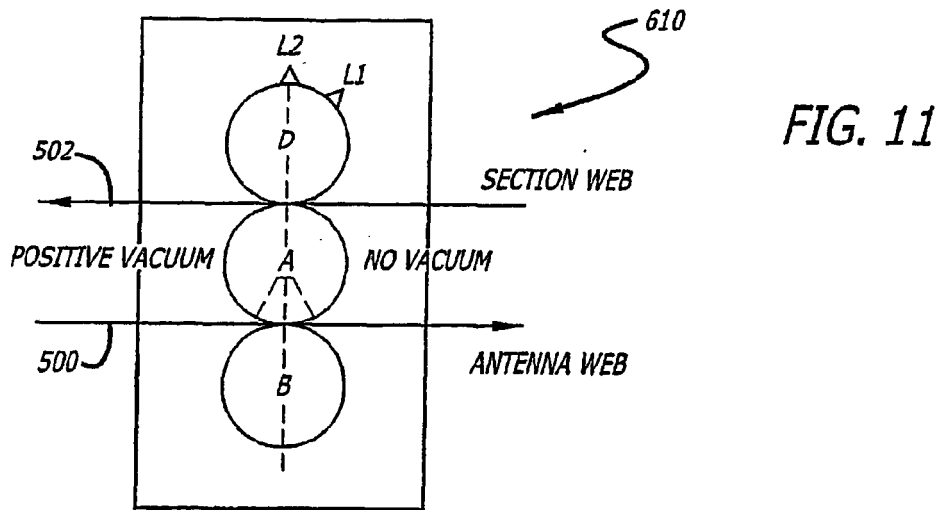 610
L2
L1
FIG. 11
D
502
SECTION WEB
POSITIVE VACUUM
A
NO VACUUM
500
ANTENNA WEB
B